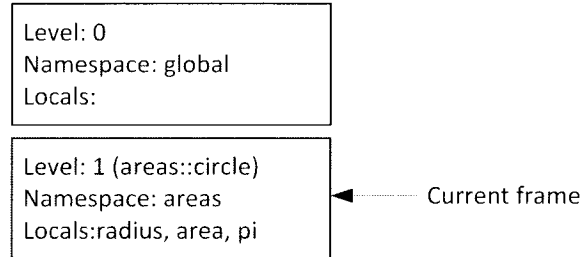 Level: 0
Namespace: global
Locals:
Level: 1 (areas::circle)
Namespace: areas
Locals:radius, area, pi
Current frame